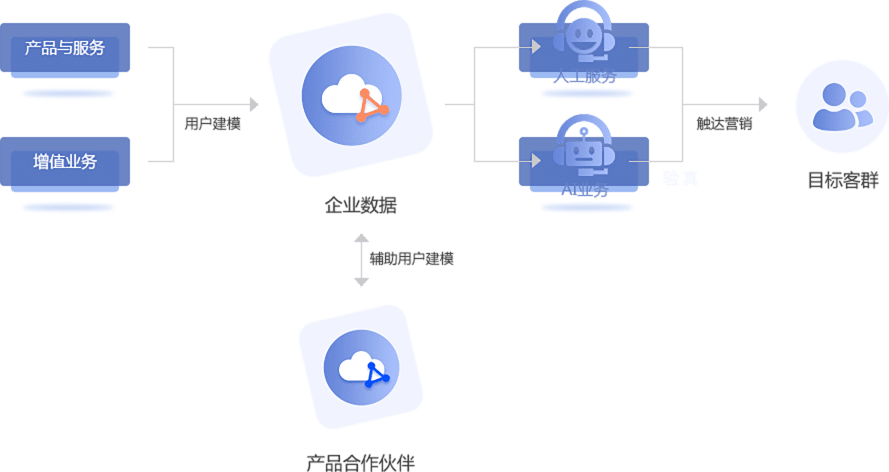 产品与服务
人工服务
用户建模
触达营销
增值业务
AI业务
目标客群
企业数据
辅助用户建模
产品合作伙伴